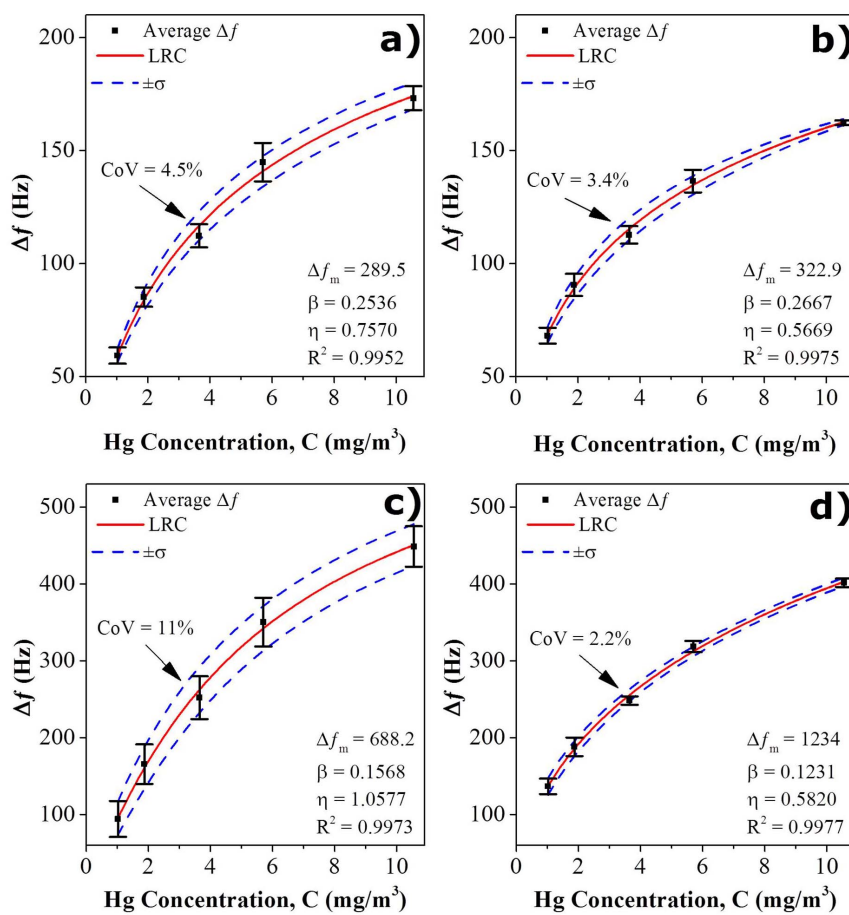 a)
Average Δf
LRC
±σ
CoV = 4.5%
Δf_m = 289.5
β = 0.2536
η = 0.7570
R² = 0.9952
200
150
100
50
Δf (Hz)
0 2 4 6 8 10
Hg Concentration, C (mg/m³)
b)
Average Δf
LRC
±σ
CoV = 3.4%
Δf_m = 322.9
β = 0.2667
η = 0.5669
R² = 0.9975
200
150
100
50
Δf (Hz)
0 2 4 6 8 10
Hg Concentration, C (mg/m³)
c)
Average Δf
LRC
±σ
CoV = 11%
Δf_m = 688.2
β = 0.1568
η = 1.0577
R² = 0.9973
500
400
300
200
100
Δf (Hz)
0 2 4 6 8 10
Hg Concentration, C (mg/m³)
d)
Average Δf
LRC
±σ
CoV = 2.2%
Δf_m = 1234
β = 0.1231
η = 0.5820
R² = 0.9977
500
400
300
200
100
Δf (Hz)
0 2 4 6 8 10
Hg Concentration, C (mg/m³)